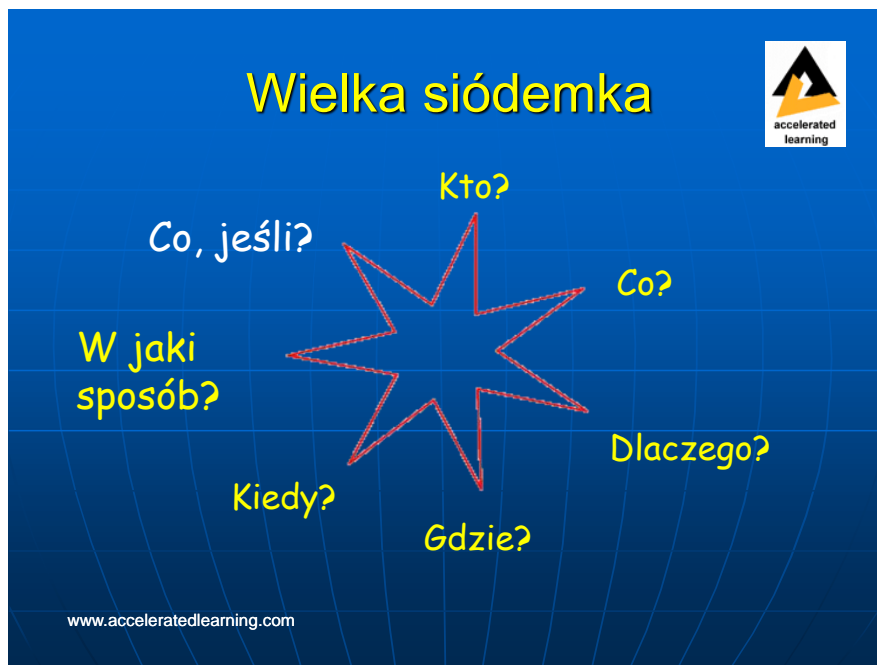 Wielka siódemka
accelerated
learning
Kto?
Co, jeśli?
Co?
W jaki
sposób?
Dlaczego?
Kiedy?
Gdzie?
www.acceleratedlearning.com